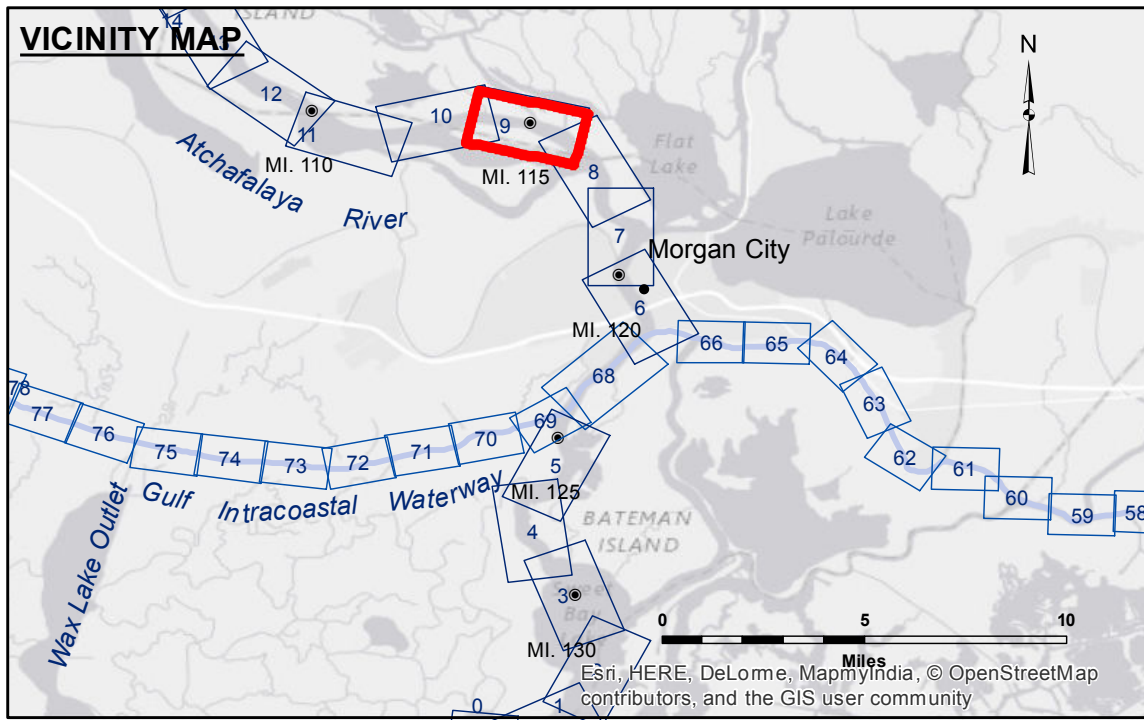 ISLAND
VICINITY MAP
N
14
13
12
11
10
9
8
MI. 110
MI. 115
Atchafalaya River
Flat
Lake
Lake
Palourde
7
Morgan City
6
MI. 120
66
65
64
63
62
61
60
59
58
68
69
70
71
72
73
74
75
76
77
78
5
MI. 125
Gulf Intracoastal Waterway
Wax Lake Outlet
4
BATEMAN
ISLAND
3
Sweet
Bay
MI. 130
2
1
0
0 5 10
Miles
Esri, HERE, DeLorme, MapmyIndia, © OpenStreetMap
contributors, and the GIS user community